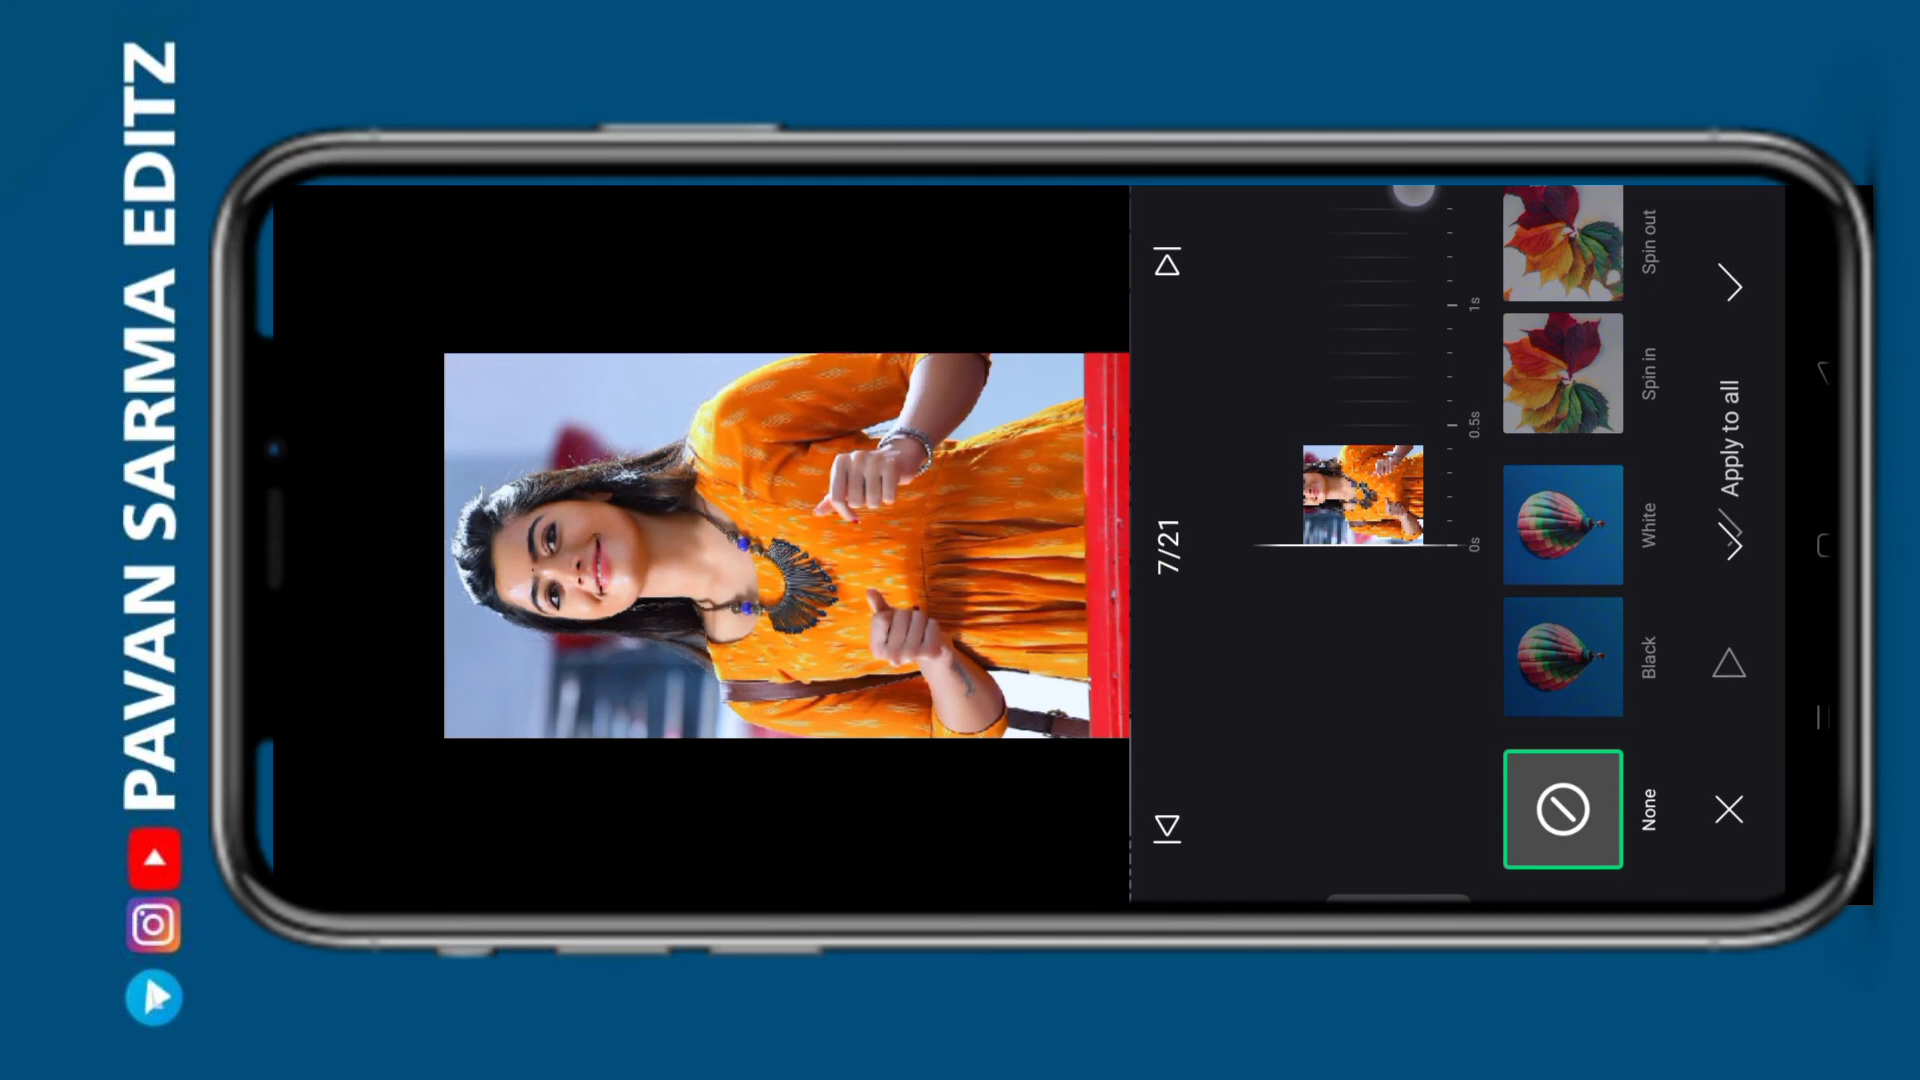 PAVAN SARMA EDITZ
7/21
0s
0.5s
1s
None
Black
White
Spin in
Spin out
Apply to all